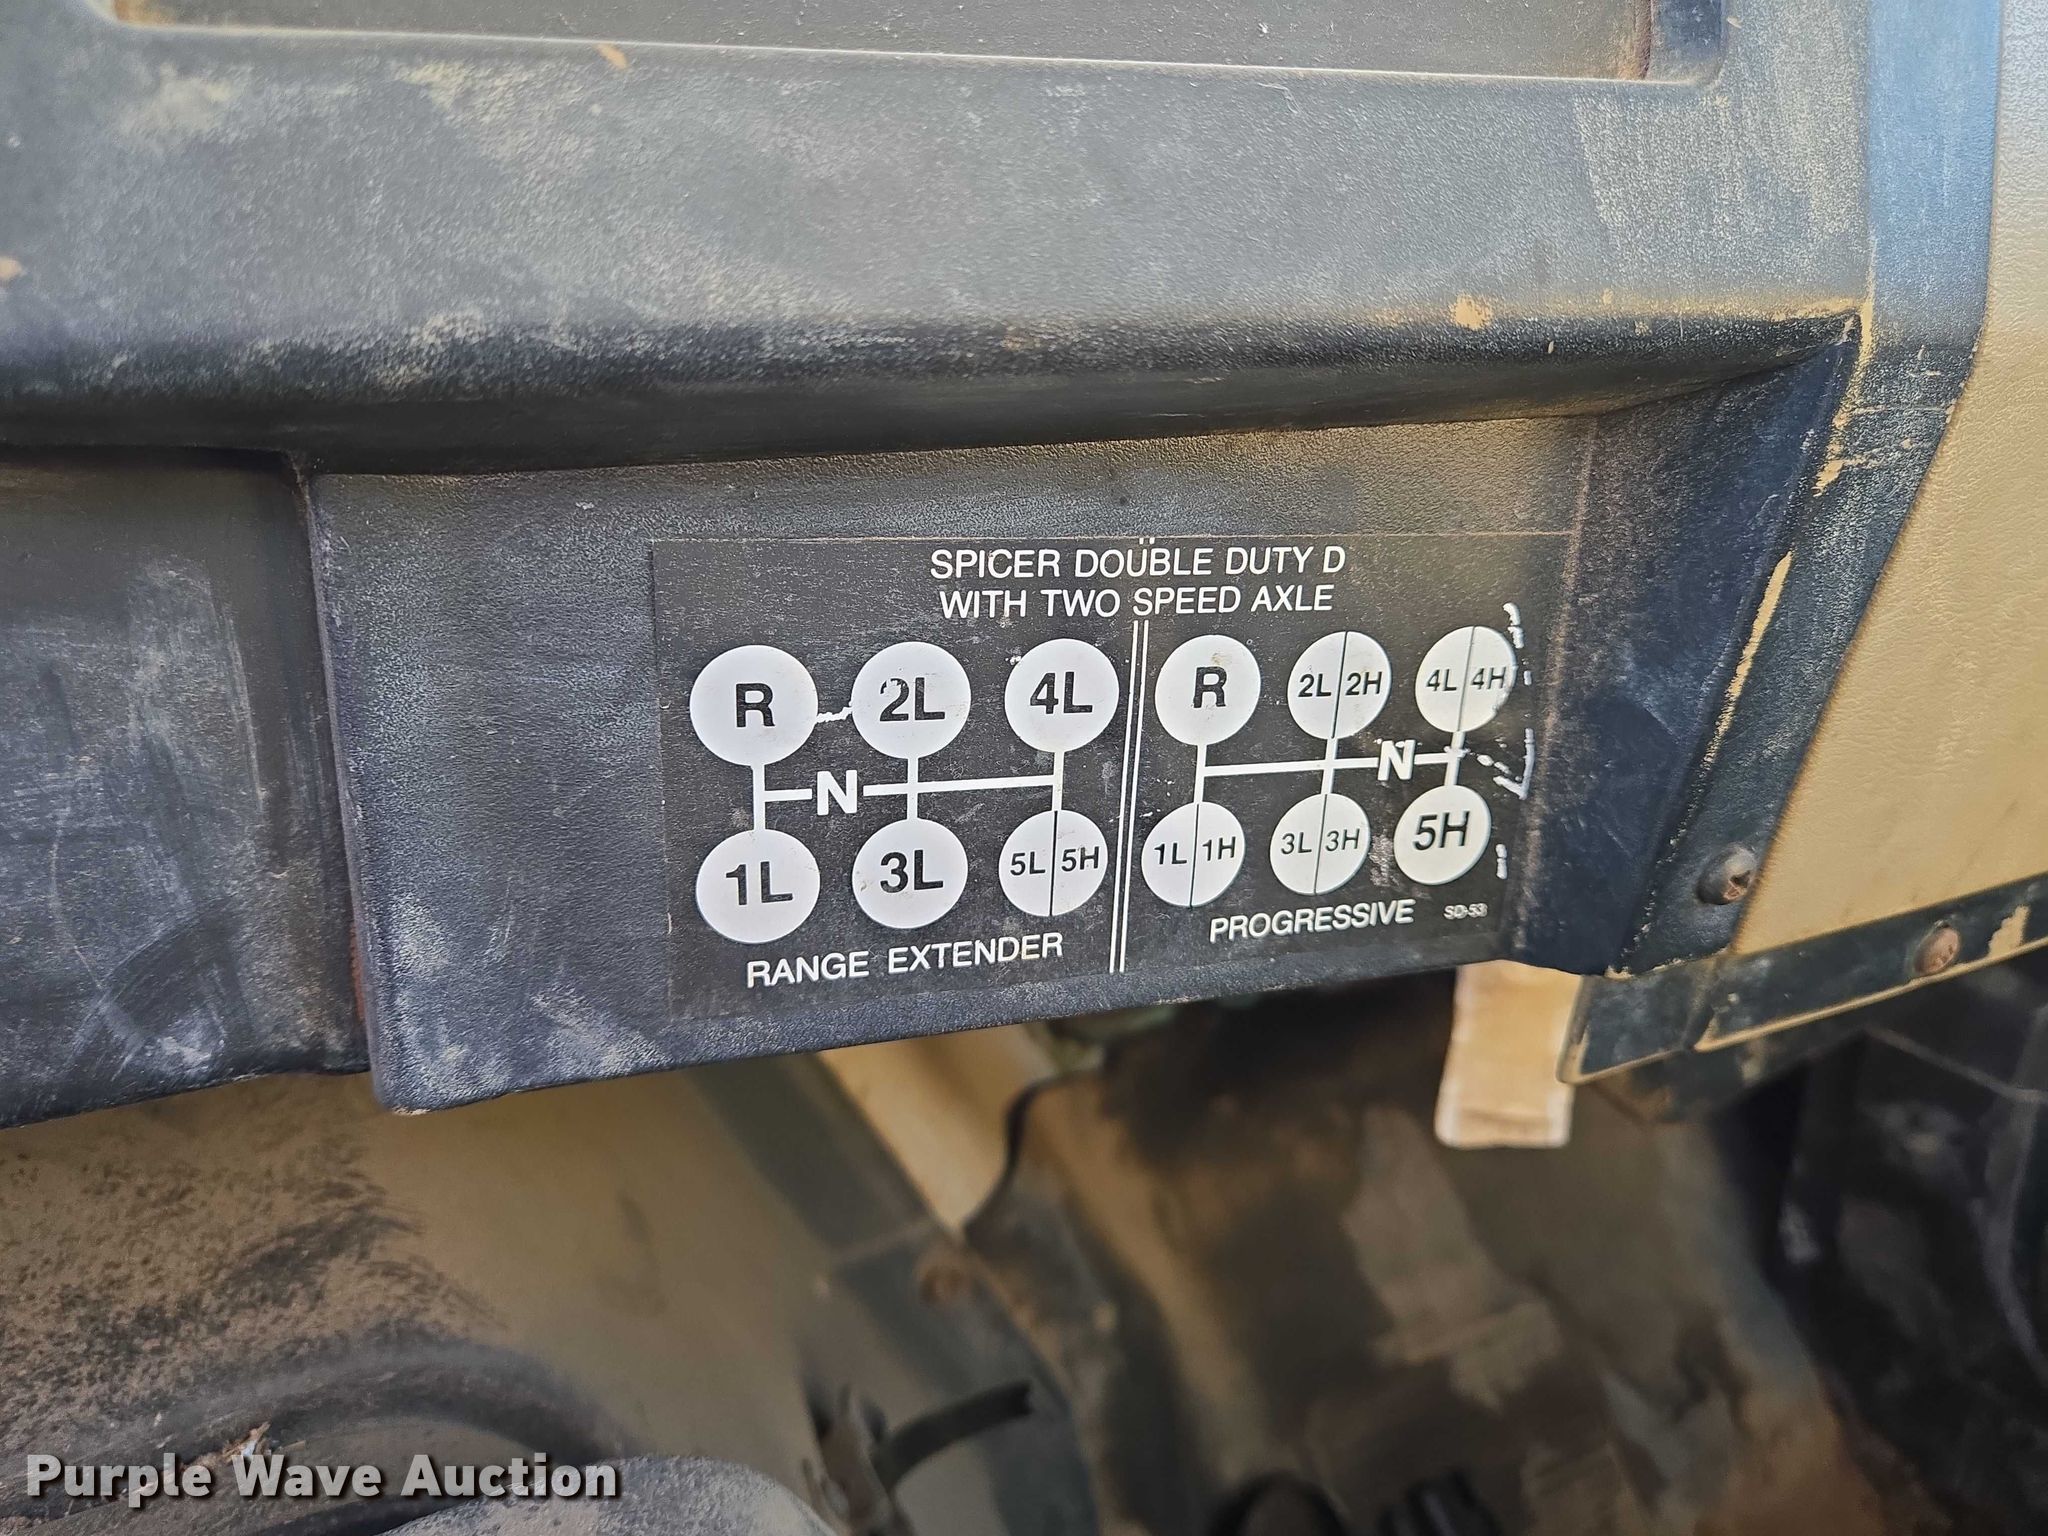 SPICER DOUBLE DUTY D
WITH TWO SPEED AXLE
R 2L 4L
N
1L 3L 5L 5H
RANGE EXTENDER
R 2L 2H 4L 4H
N
1L 1H 3L 3H 5H
PROGRESSIVE SD-53
Purple Wave Auction